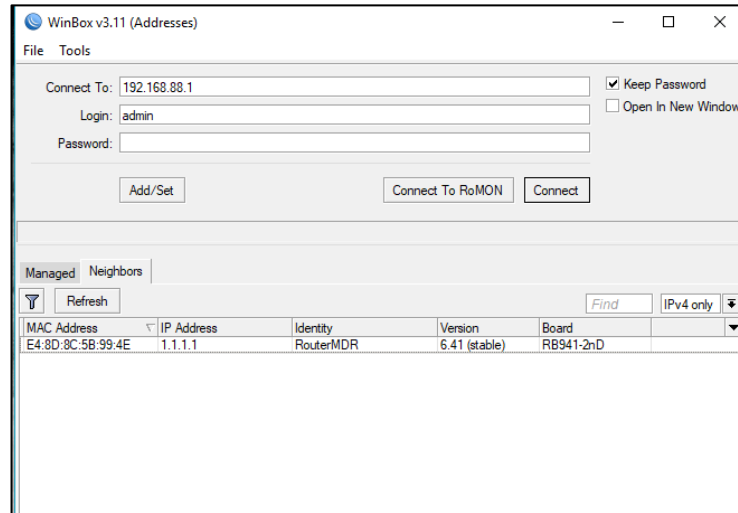 WinBox v3.11 (Addresses)
File Tools
Connect To: 192.168.88.1
Keep Password
Login: admin
Open In New Window
Password:
Add/Set Connect To RoMON Connect
Managed Neighbors
Refresh Find IPv4 only
MAC Address IP Address Identity Version Board
E4:8D:8C:5B:99:4E 1.1.1.1 RouterMDR 6.41 (stable) RB941-2nD